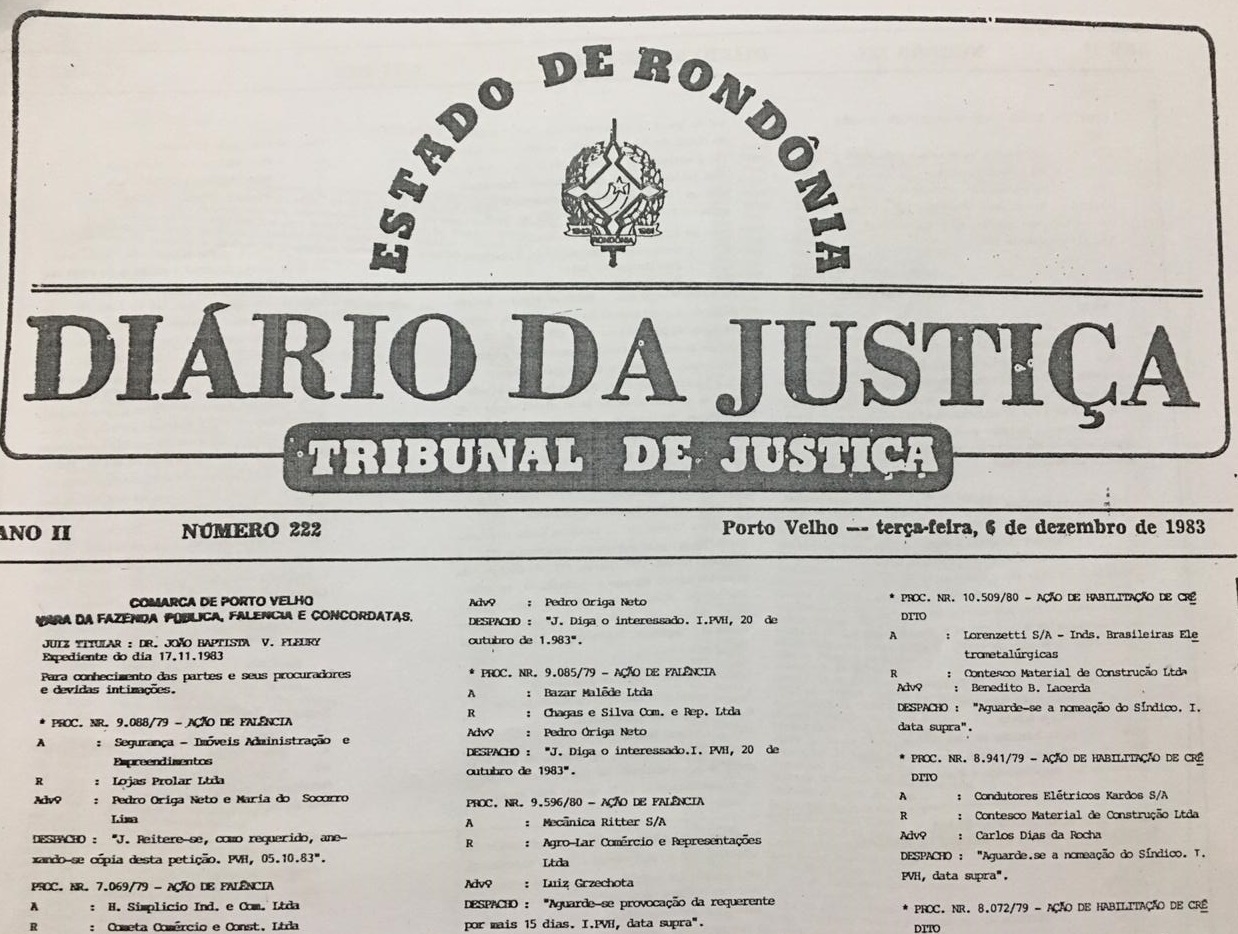 ESTADO DE RONDÔNIA
RONDÔNIA
DIÁRIO DA JUSTIÇA
TRIBUNAL DE JUSTIÇA
ANO II NÚMERO 222 Porto Velho — terça-feira, 6 de dezembro de 1983
COMARCA DE PORTO VELHO
VARA DA FAZENDA PÚBLICA, FALENCIA E CONCORDATAS.
JUIZ TITULAR : DR. JOÃO BAPTISTA V. FLEURY
Expediente do dia 17.11.1983
Para conhecimento das partes e seus procuradores
e devidas intimações.
* PROC. NR. 9.088/79 - AÇÃO DE FALÊNCIA
A : Segurança - Imóveis Administração e
Empreendimentos
R : Lojas Prolar Ltda
Advº : Pedro Origa Neto e Maria do Socorro
Lima
DESPACHO : "J. Reitere-se, como requerido, ane-
xando-se cópia desta petição. PVH, 05.10.83".
PROC. NR. 7.069/79 - AÇÃO DE FALÊNCIA
A : H. Simplicio Ind. e Com. Ltda
R : Cometa Comércio e Const. Ltda
Advº : Pedro Origa Neto
DESPACHO : "J. Diga o interessado. I.PVH, 20 de
outubro de 1.983".
* PROC. NR. 9.085/79 - AÇÃO DE FALÊNCIA
A : Bazar Malêde Ltda
R : Chagas e Silva Com. e Rep. Ltda
Advº : Pedro Origa Neto
DESPACHO : "J. Diga o interessado.I. PVH, 20 de
outubro de 1983".
PROC. NR. 9.596/80 - AÇÃO DE FALÊNCIA
A : Mecânica Ritter S/A
R : Agro-Lar Comércio e Representações
Ltda
Advº : Luiz Grzechota
DESPACHO : "Aguarde-se provocação da requerente
por mais 15 dias. I.PVH, data supra".
* PROC. NR. 10.509/80 - AÇÃO DE HABILITAÇÃO DE CRÉ
DITO
A : Lorenzetti S/A - Inds. Brasileiras Ele
trometalúrgicas
R : Contesco Material de Construção Ltda
Advº : Benedito B. Lacerda
DESPACHO : "Aguarde-se a nomeação do Síndico. I.
data supra".
* PROC. NR. 8.941/79 - AÇÃO DE HABILITAÇÃO DE CRÉ
DITO
A : Condutores Elétricos Kardos S/A
R : Contesco Material de Construção Ltda
Advº : Carlos Dias da Rocha
DESPACHO : "Aguarde.se a nomeação do Síndico. I.
PVH, data supra".
* PROC. NR. 8.072/79 - AÇÃO DE HABILITAÇÃO DE CRÉ
DITO